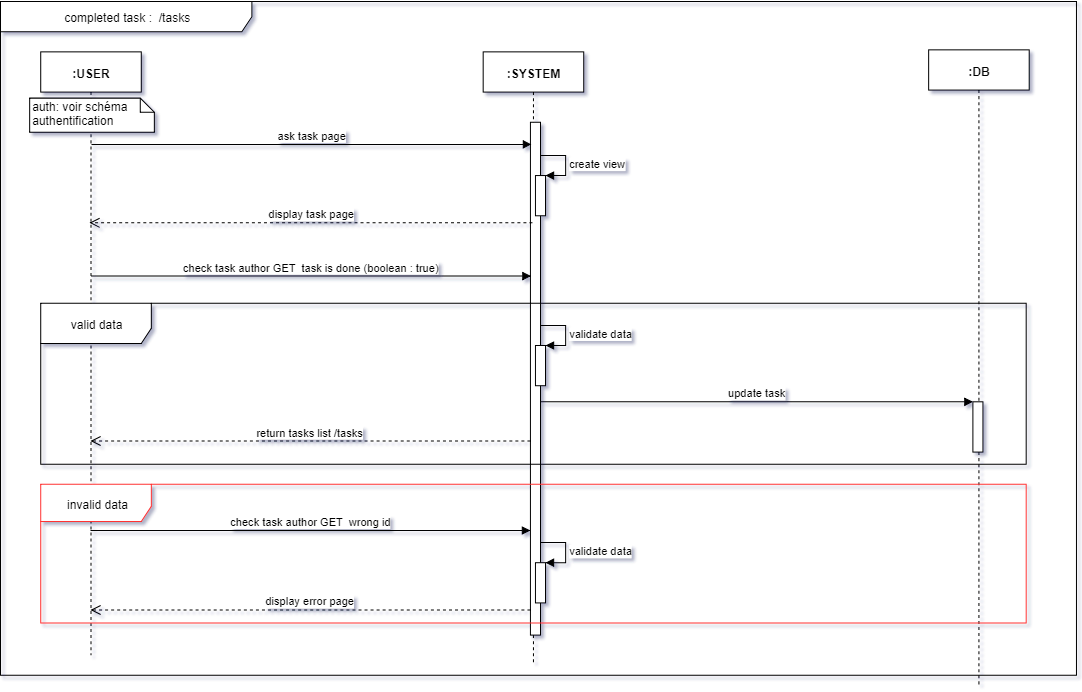 completed task : /tasks
:USER
:SYSTEM
:DB
auth: voir schéma
authentification
ask task page
create view
display task page
check task author GET task is done (boolean : true)
valid data
validate data
update task
return tasks list /tasks
invalid data
check task author GET wrong id
validate data
display error page